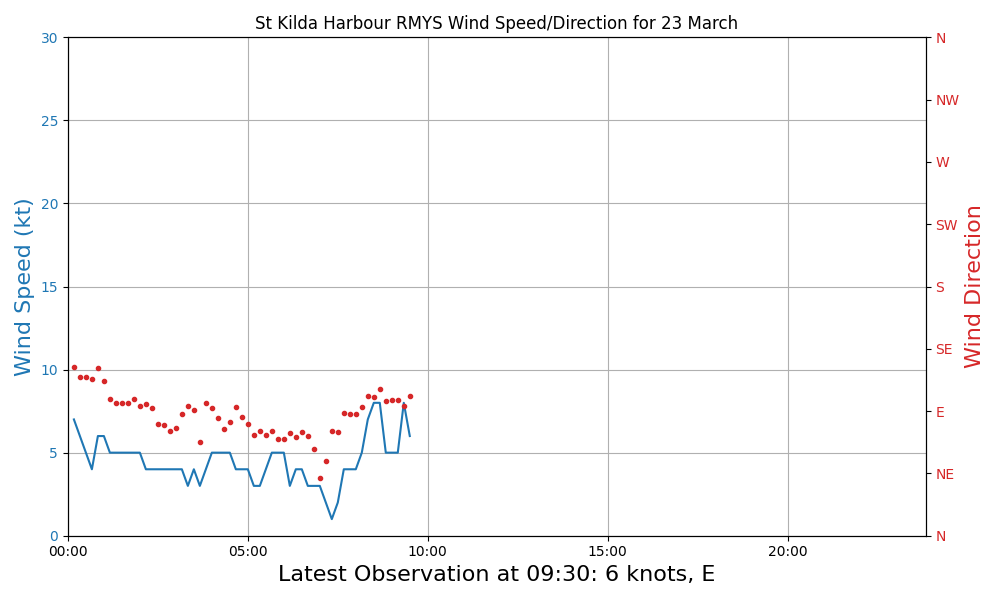 St Kilda Harbour RMYS Wind Speed/Direction for 23 March
30
25
20
15
10
5
0
Wind Speed (kt)
N
NW
W
SW
S
SE
E
NE
N
Wind Direction
00:00
05:00
10:00
15:00
20:00
Latest Observation at 09:30: 6 knots, E